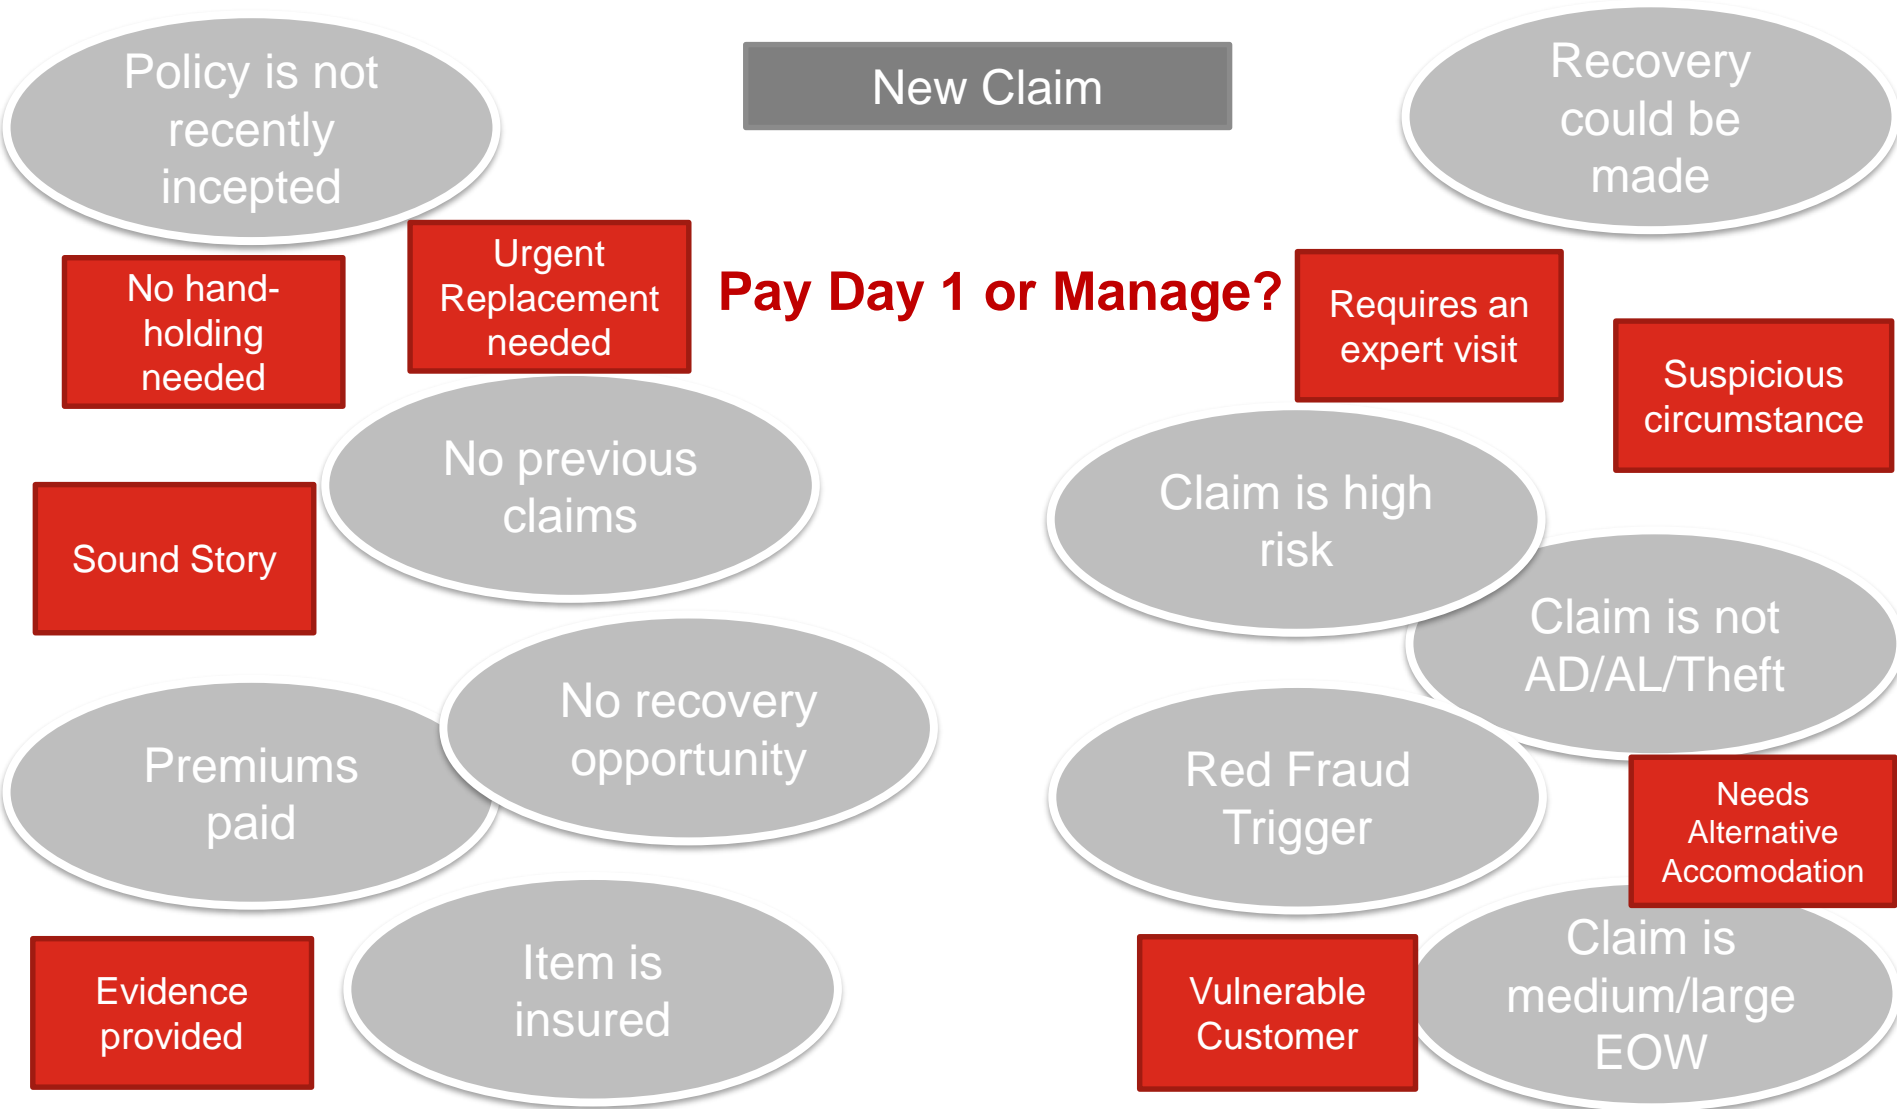 Policy is not
recently
incepted
New Claim
Recovery
could be
made
No hand-
holding
needed
Urgent
Replacement
needed
Pay Day 1 or Manage?
Requires an
expert visit
Suspicious
circumstance
No previous
claims
Claim is high
risk
Sound Story
Claim is not
AD/AL/Theft
Premiums
paid
No recovery
opportunity
Red Fraud
Trigger
Needs
Alternative
Accomodation
Evidence
provided
Item is
insured
Vulnerable
Customer
Claim is
medium/large
EOW